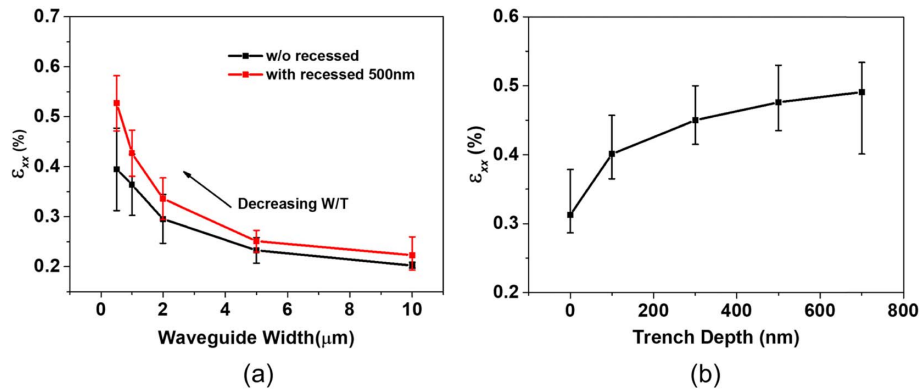 0.7
0.6
0.5
0.4
0.3
0.2
εxx (%)
w/o recessed
with recessed 500nm
Decreasing W/T
0 2 4 6 8 10
Waveguide Width(μm)
(a)
0.6
0.5
0.4
0.3
0.2
εxx (%)
0 200 400 600 800
Trench Depth (nm)
(b)